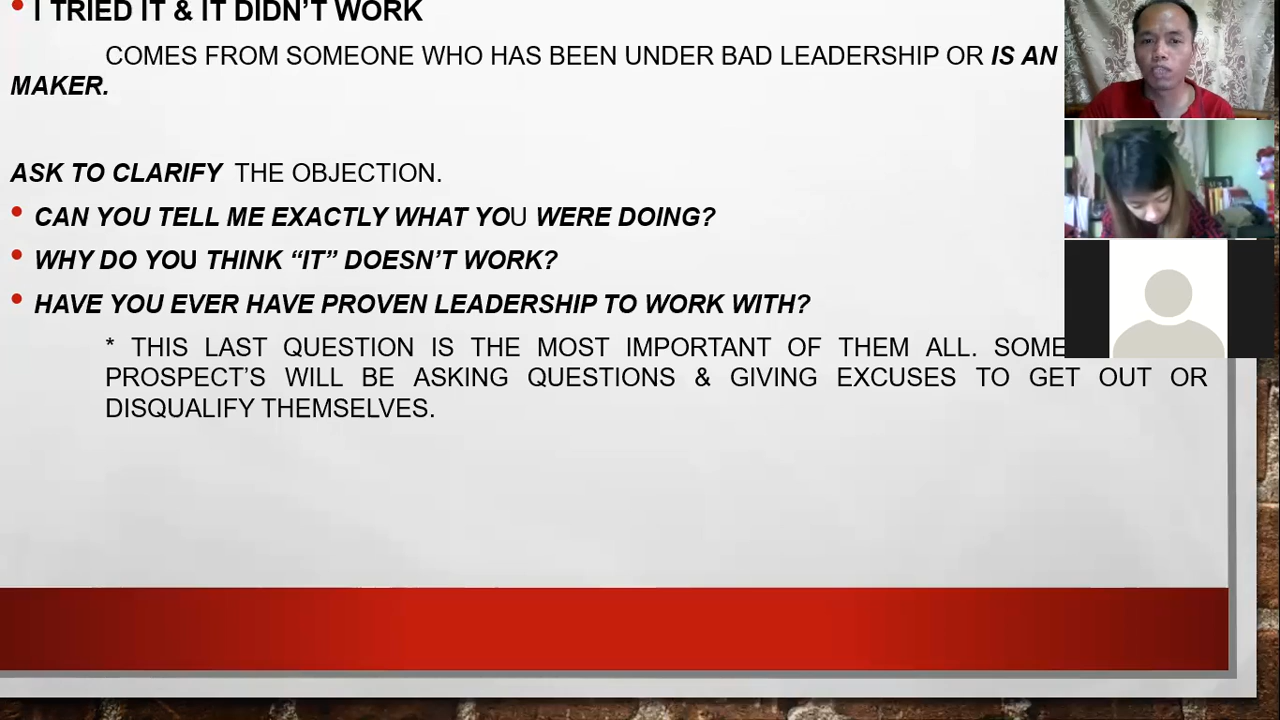 • I TRIED IT & IT DIDN'T WORK
COMES FROM SOMEONE WHO HAS BEEN UNDER BAD LEADERSHIP OR IS AN
MAKER.
ASK TO CLARIFY THE OBJECTION.
• CAN YOU TELL ME EXACTLY WHAT YOU WERE DOING?
• WHY DO YOU THINK “IT” DOESN’T WORK?
• HAVE YOU EVER HAVE PROVEN LEADERSHIP TO WORK WITH?
* THIS LAST QUESTION IS THE MOST IMPORTANT OF THEM ALL. SOME
PROSPECT’S WILL BE ASKING QUESTIONS & GIVING EXCUSES TO GET OUT OR
DISQUALIFY THEMSELVES.